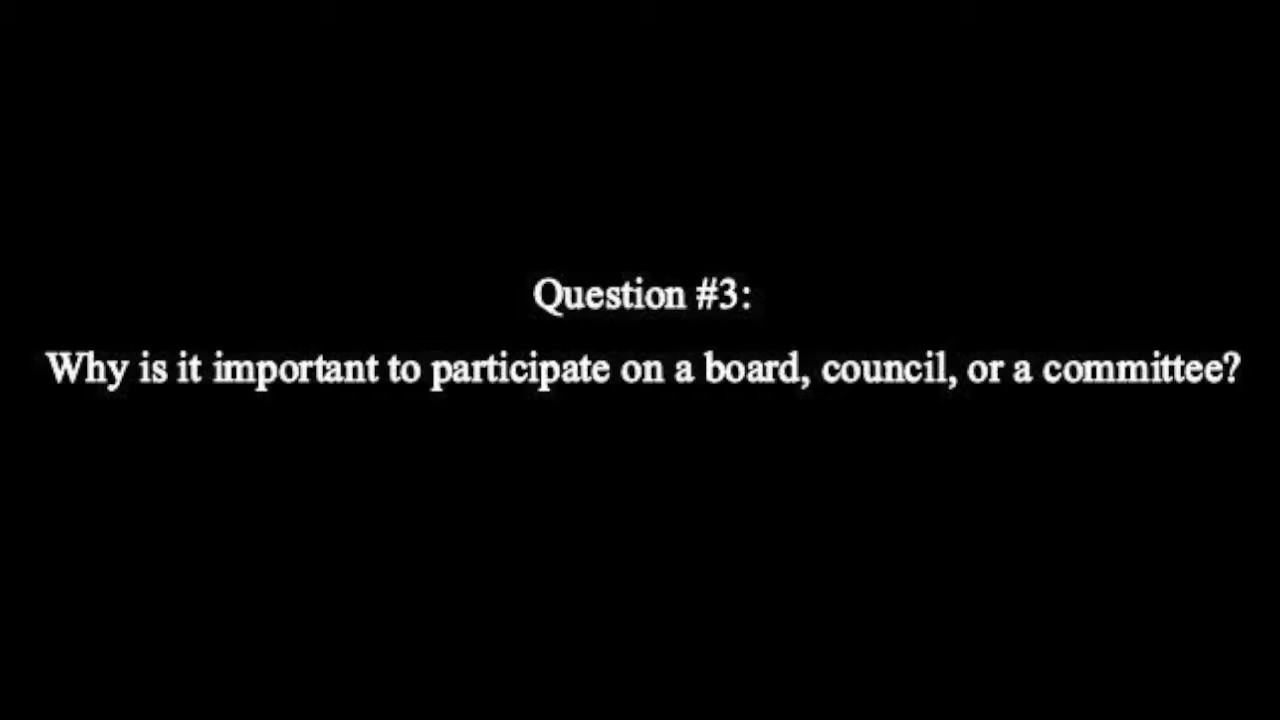 Question #3:
Why is it important to participate on a board, council, or a committee?